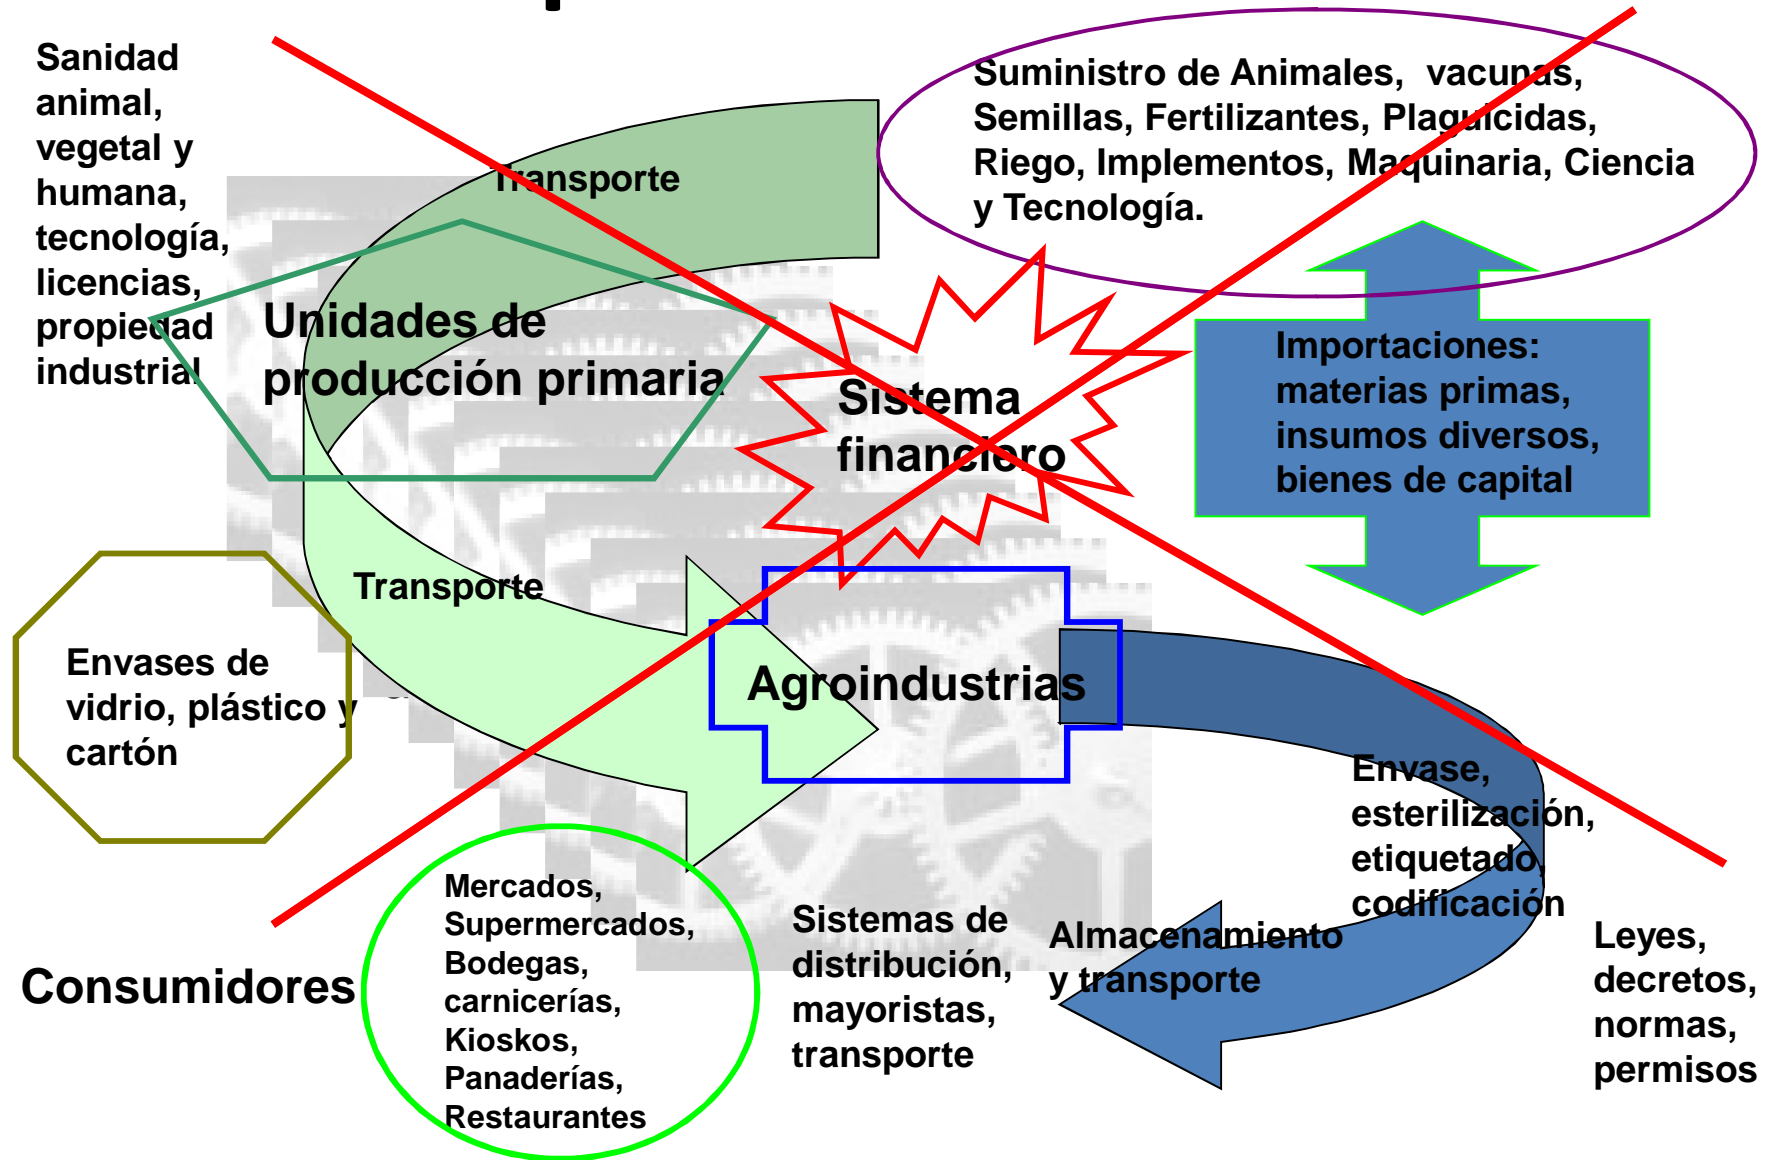 Sanidad
animal,
vegetal y
humana,
tecnología,
licencias,
propiedad
industrial
Suministro de Animales,  vacunas,
Semillas, Fertilizantes, Plaguicidas,
Riego, Implementos, Maquinaria, Ciencia
y Tecnología.
Transporte
Unidades de
producción primaria
Sistema
financiero
Importaciones:
materias primas,
insumos diversos,
bienes de capital
Transporte
Envases de
vidrio, plástico y
cartón
Agroindustrias
Envase,
esterilización,
etiquetado,
codificación
Mercados,
Supermercados,
Bodegas,
carnicerías,
Kioskos,
Panaderías,
Restaurantes
Sistemas de
distribución,
mayoristas,
transporte
Almacenamiento
y transporte
Leyes,
decretos,
normas,
permisos
Consumidores